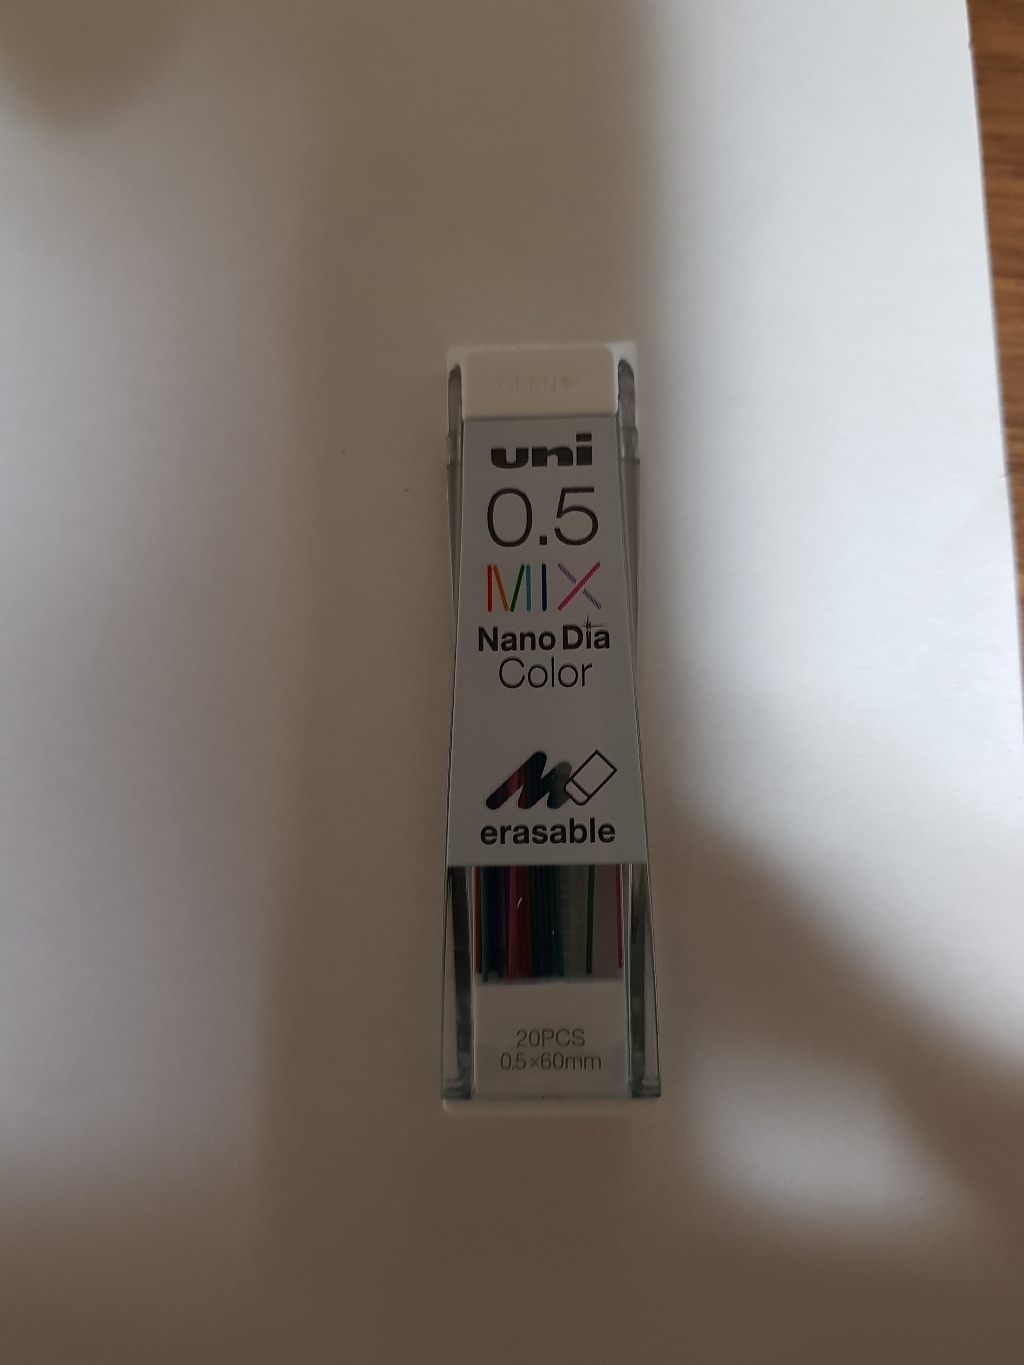 OPEN
uni
0.5
MIX
Nano Dia
Color
erasable
20PCS
0.5×60mm